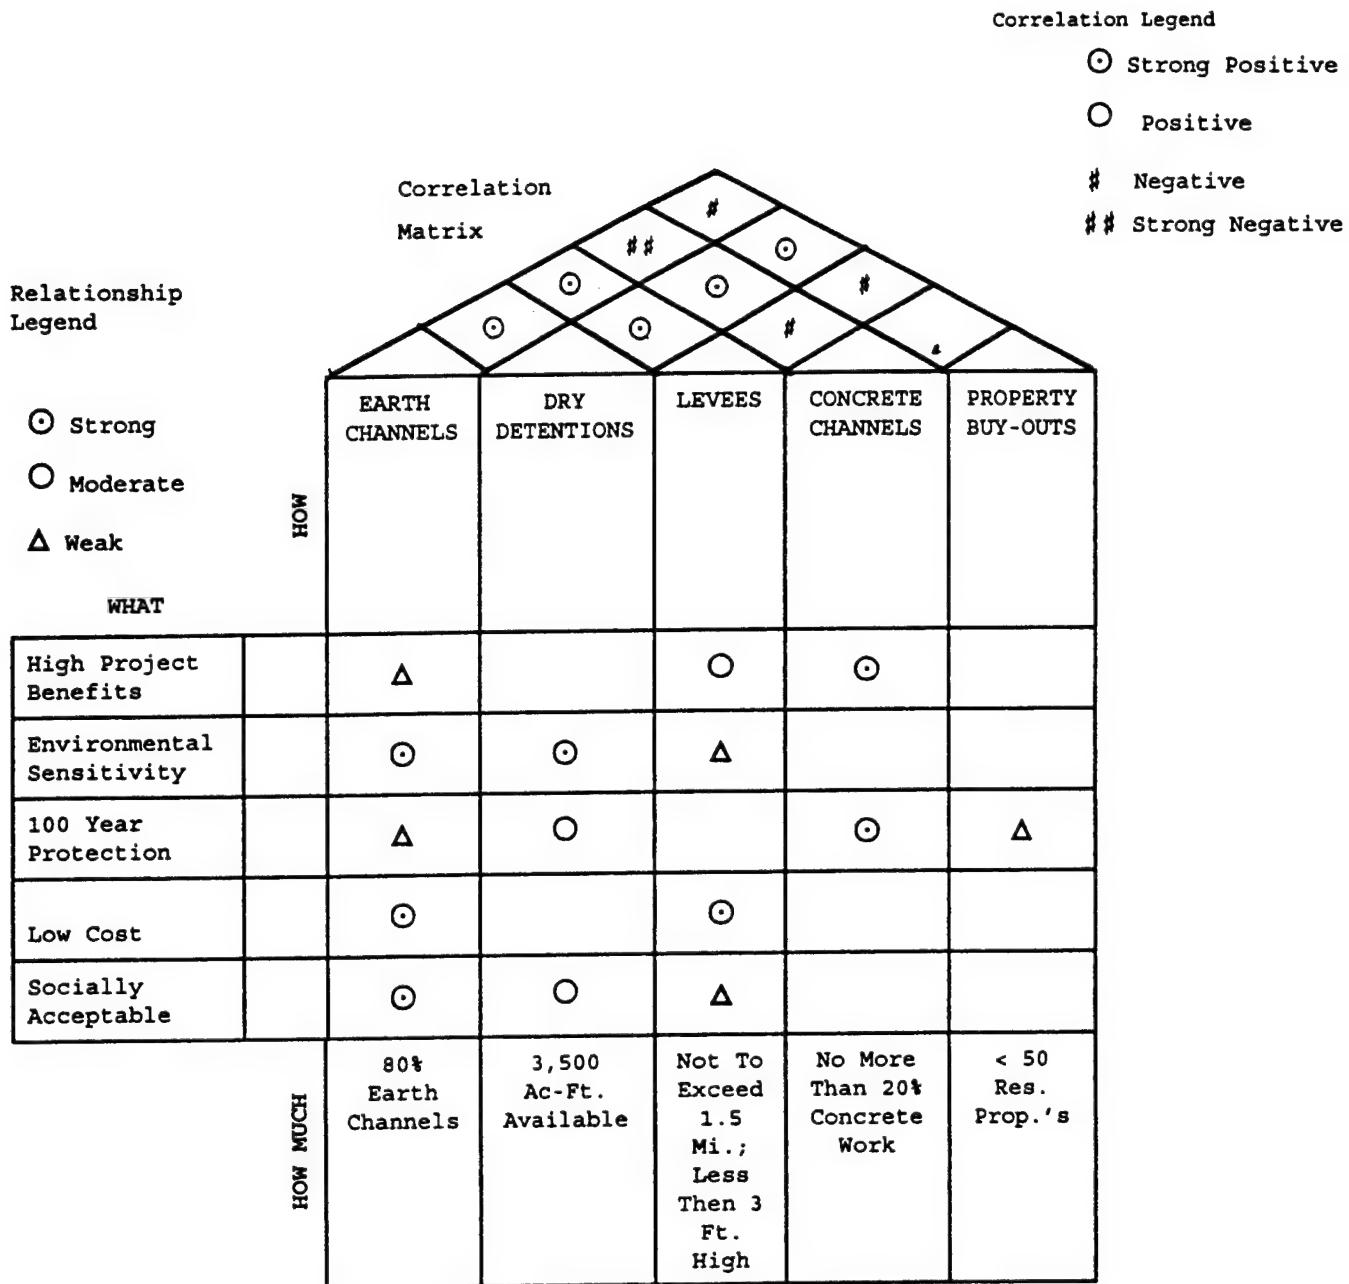 Correlation Legend
Strong Positive
Positive
# Negative
## Strong Negative
Correlation
Matrix
#
##
#
#
Relationship
Legend
Strong
Moderate
Weak
HOW
WHAT
EARTH
CHANNELS
DRY
DETENTIONS
LEVEES
CONCRETE
CHANNELS
PROPERTY
BUY-OUTS
High Project
Benefits
Environmental
Sensitivity
100 Year
Protection
Low Cost
Socially
Acceptable
HOW MUCH
80%
Earth
Channels
3,500
Ac-Ft.
Available
Not To
Exceed
1.5
Mi.;
Less
Then 3
Ft.
High
No More
Than 20%
Concrete
Work
< 50
Res.
Prop.'s